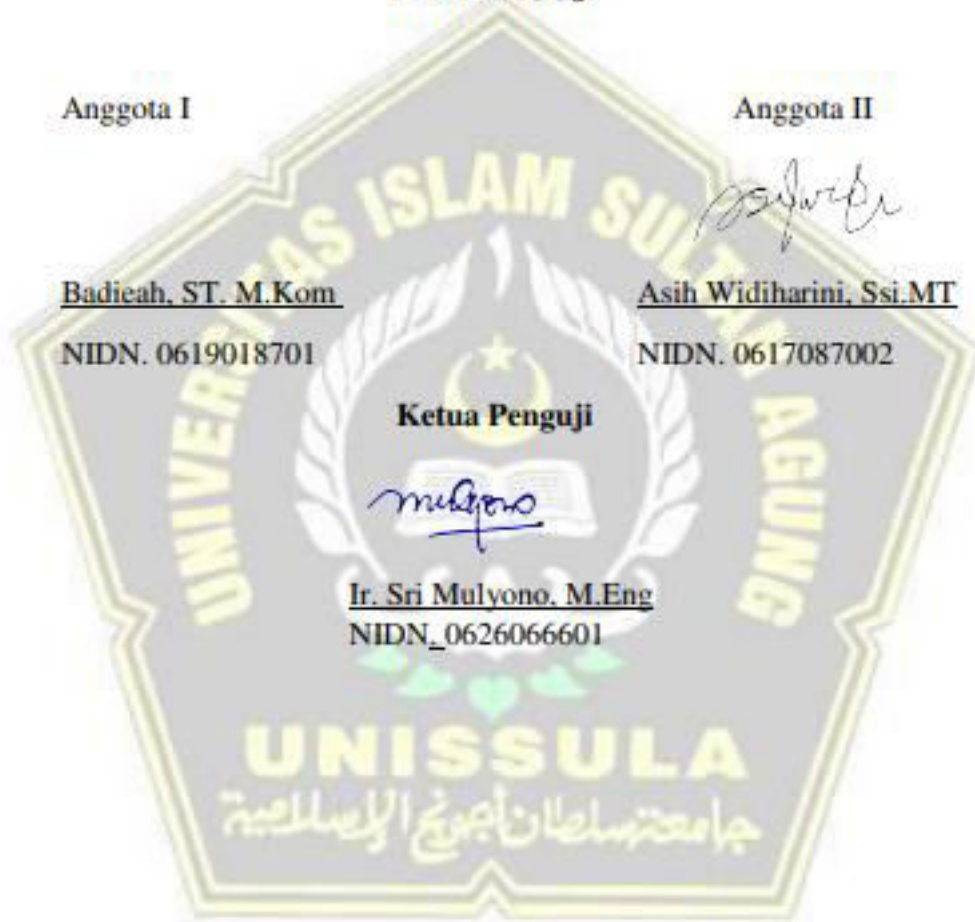 Anggota I
Anggota II
Badieah, ST. M.Kom
Asih Widiharini, Ssi.MT
NIDN. 0619018701
NIDN. 0617087002
Ketua Penguji
mulyono
Ir. Sri Mulyono, M.Eng
NIDN. 0626066601
UNIVERSITAS ISLAM SULTAN AGUNG
UNISSULA
جامعة سلطان أجونج الإسلامية